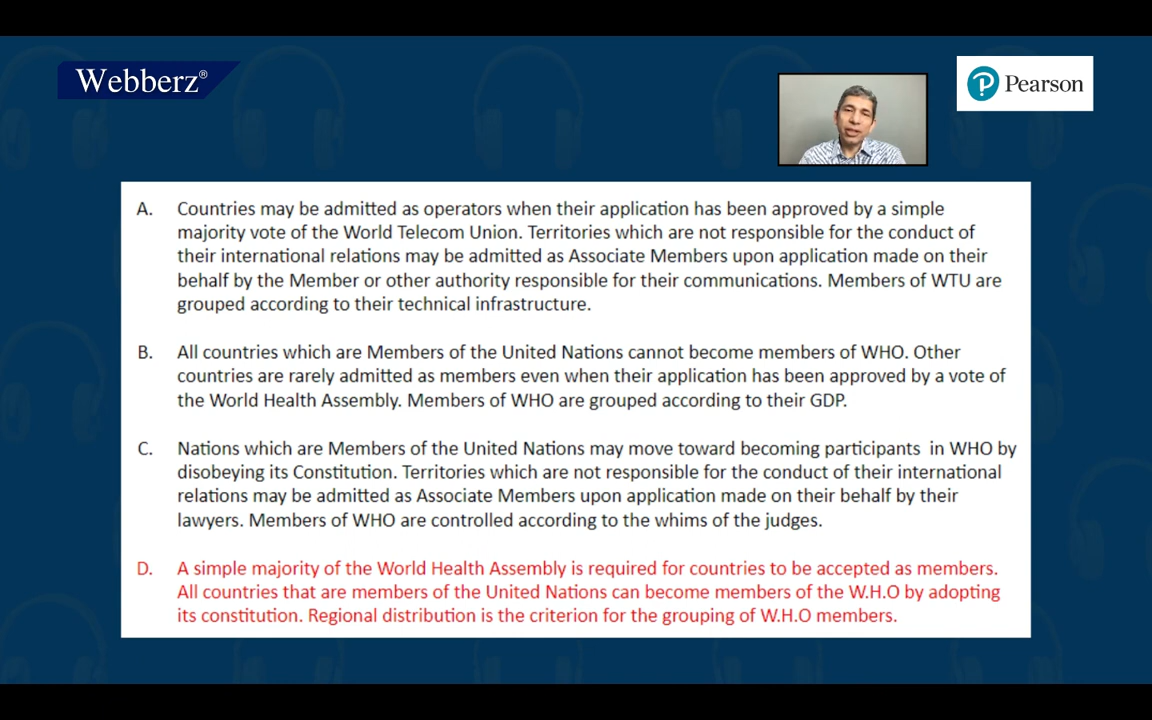 Webberz®
Pearson
A. Countries may be admitted as operators when their application has been approved by a simple
majority vote of the World Telecom Union. Territories which are not responsible for the conduct of
their international relations may be admitted as Associate Members upon application made on their
behalf by the Member or other authority responsible for their communications. Members of WTU are
grouped according to their technical infrastructure.
B. All countries which are Members of the United Nations cannot become members of WHO. Other
countries are rarely admitted as members even when their application has been approved by a vote of
the World Health Assembly. Members of WHO are grouped according to their GDP.
C. Nations which are Members of the United Nations may move toward becoming participants in WHO by
disobeying its Constitution. Territories which are not responsible for the conduct of their international
relations may be admitted as Associate Members upon application made on their behalf by their
lawyers. Members of WHO are controlled according to the whims of the judges.
D. A simple majority of the World Health Assembly is required for countries to be accepted as members.
All countries that are members of the United Nations can become members of the W.H.O by adopting
its constitution. Regional distribution is the criterion for the grouping of W.H.O members.